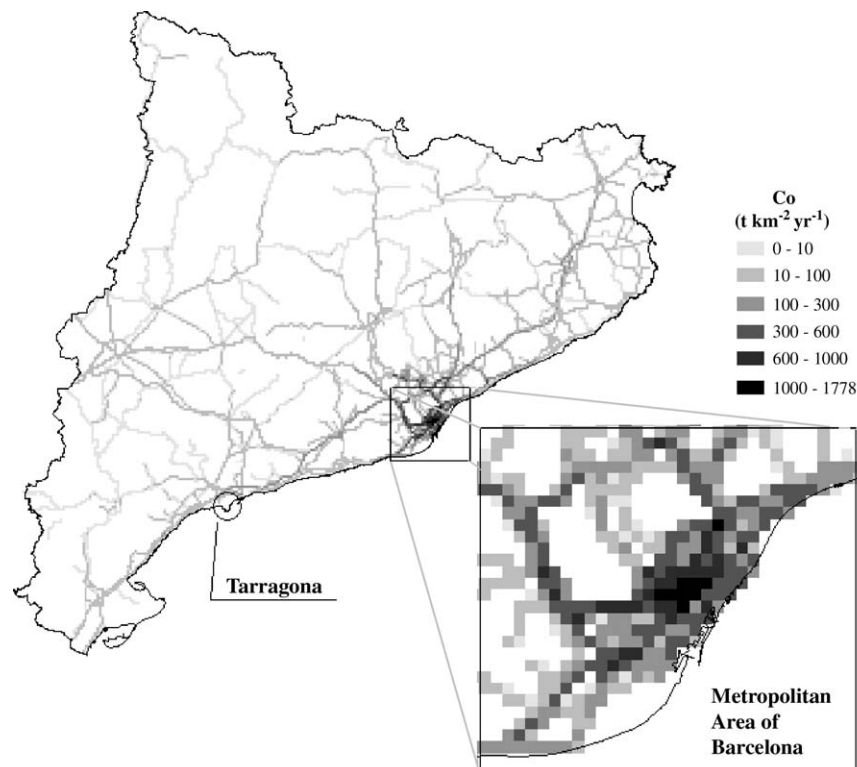 Co
(t km⁻² yr⁻¹)
0 - 10
10 - 100
100 - 300
300 - 600
600 - 1000
1000 - 1778
Tarragona
Metropolitan
Area of
Barcelona